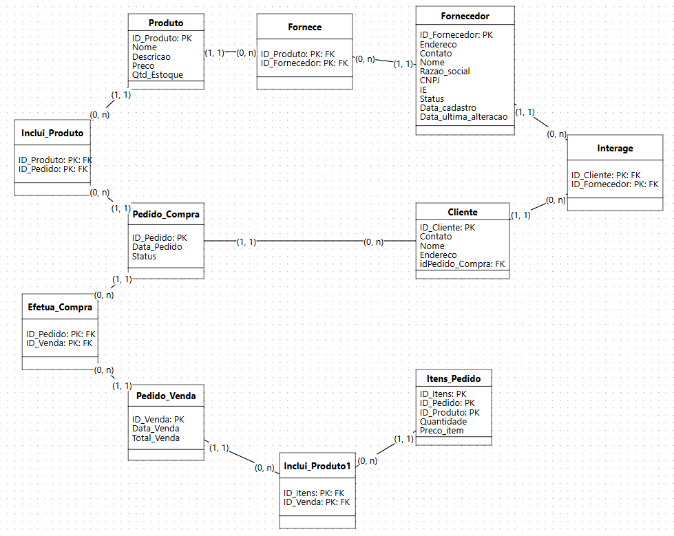 Produto
ID_Produto: PK
Nome
Descricao
Preco
Qtd_Estoque
(1, 1)
(0, n)
Fornece
ID_Produto: PK: FK
ID_Fornecedor: PK: FK
(0, n)
(1, 1)
Fornecedor
ID_Fornecedor: PK
Endereco
Contato
Nome
Razao_social
CNPJ
IE
Status
Data_cadastro
Data_ultima_alteracao
(1, 1)
(0, n)
Interage
ID_Cliente: PK: FK
ID_Fornecedor: PK: FK
(0, n)
(1, 1)
(1, 1)
(0, n)
Inclui_Produto
ID_Produto: PK: FK
ID_Pedido: PK: FK
(0, n)
(1, 1)
Pedido_Compra
ID_Pedido: PK
Data_Pedido
Status
(1, 1)
(0, n)
Cliente
ID_Cliente: PK
Contato
Nome
Endereco
idPedido_Compra: FK
(1, 1)
(0, n)
Efetua_Compra
ID_Pedido: PK: FK
ID_Venda: PK: FK
(0, n)
(1, 1)
Pedido_Venda
ID_Venda: PK
Data_Venda
Total_Venda
(1, 1)
(0, n)
Inclui_Produto1
ID_Itens: PK: FK
ID_Venda: PK: FK
(0, n)
(1, 1)
Itens_Pedido
ID_Itens: PK
ID_Pedido: PK
ID_Produto: PK
Quantidade
Preco_item